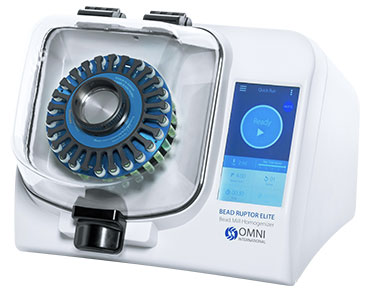 Quick Run
Ready
BEAD RUPTOR ELITE
Bead Mill Homogenizer
OMNI
INTERNATIONAL